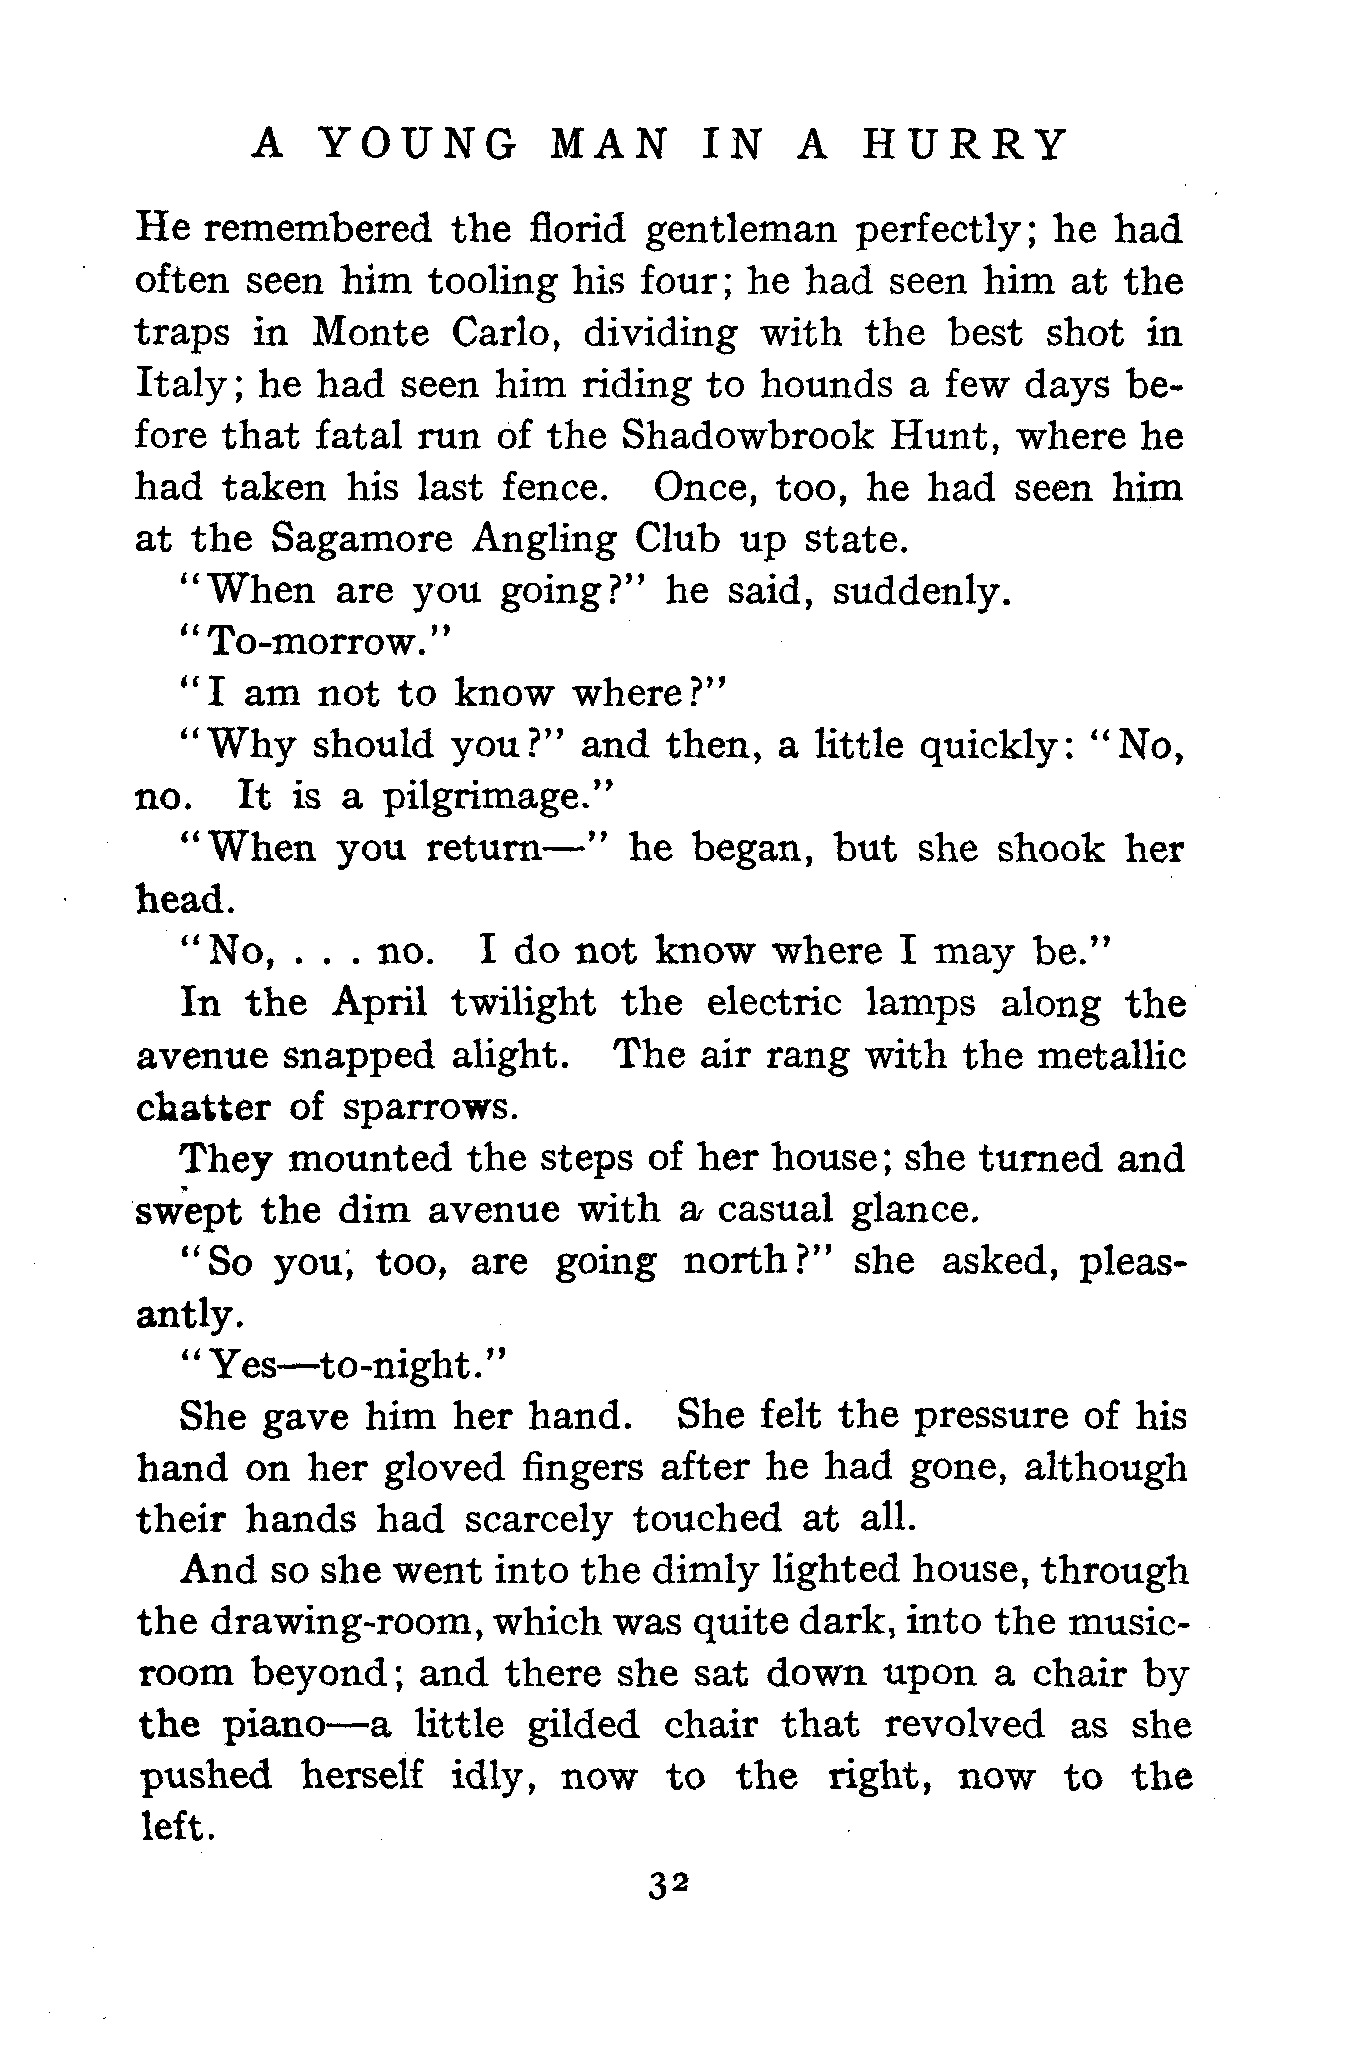 A YOUNG MAN IN A HURRY
He remembered the florid gentleman perfectly; he had
often seen him tooling his four; he had seen him at the
traps in Monte Carlo, dividing with the best shot in
Italy; he had seen him riding to hounds a few days be-
fore that fatal run of the Shadowbrook Hunt, where he
had taken his last fence. Once, too, he had seen him
at the Sagamore Angling Club up state.
"When are you going?" he said, suddenly.
"To-morrow."
"I am not to know where?"
"Why should you?" and then, a little quickly: "No,
no. It is a pilgrimage."
"When you return—" he began, but she shook her
head.
"No, . . . no. I do not know where I may be."
In the April twilight the electric lamps along the
avenue snapped alight. The air rang with the metallic
chatter of sparrows.
They mounted the steps of her house; she turned and
swept the dim avenue with a casual glance.
"So you, too, are going north?" she asked, pleas-
antly.
"Yes—to-night."
She gave him her hand. She felt the pressure of his
hand on her gloved fingers after he had gone, although
their hands had scarcely touched at all.
And so she went into the dimly lighted house, through
the drawing-room, which was quite dark, into the music-
room beyond; and there she sat down upon a chair by
the piano—a little gilded chair that revolved as she
pushed herself idly, now to the right, now to the
left.
32